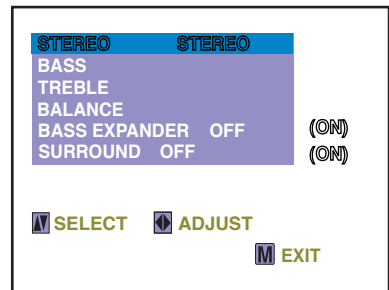 STEREO STEREO
BASS
TREBLE
BALANCE
BASS EXPANDER OFF (ON)
SURROUND OFF (ON)
SELECT ADJUST
M EXIT